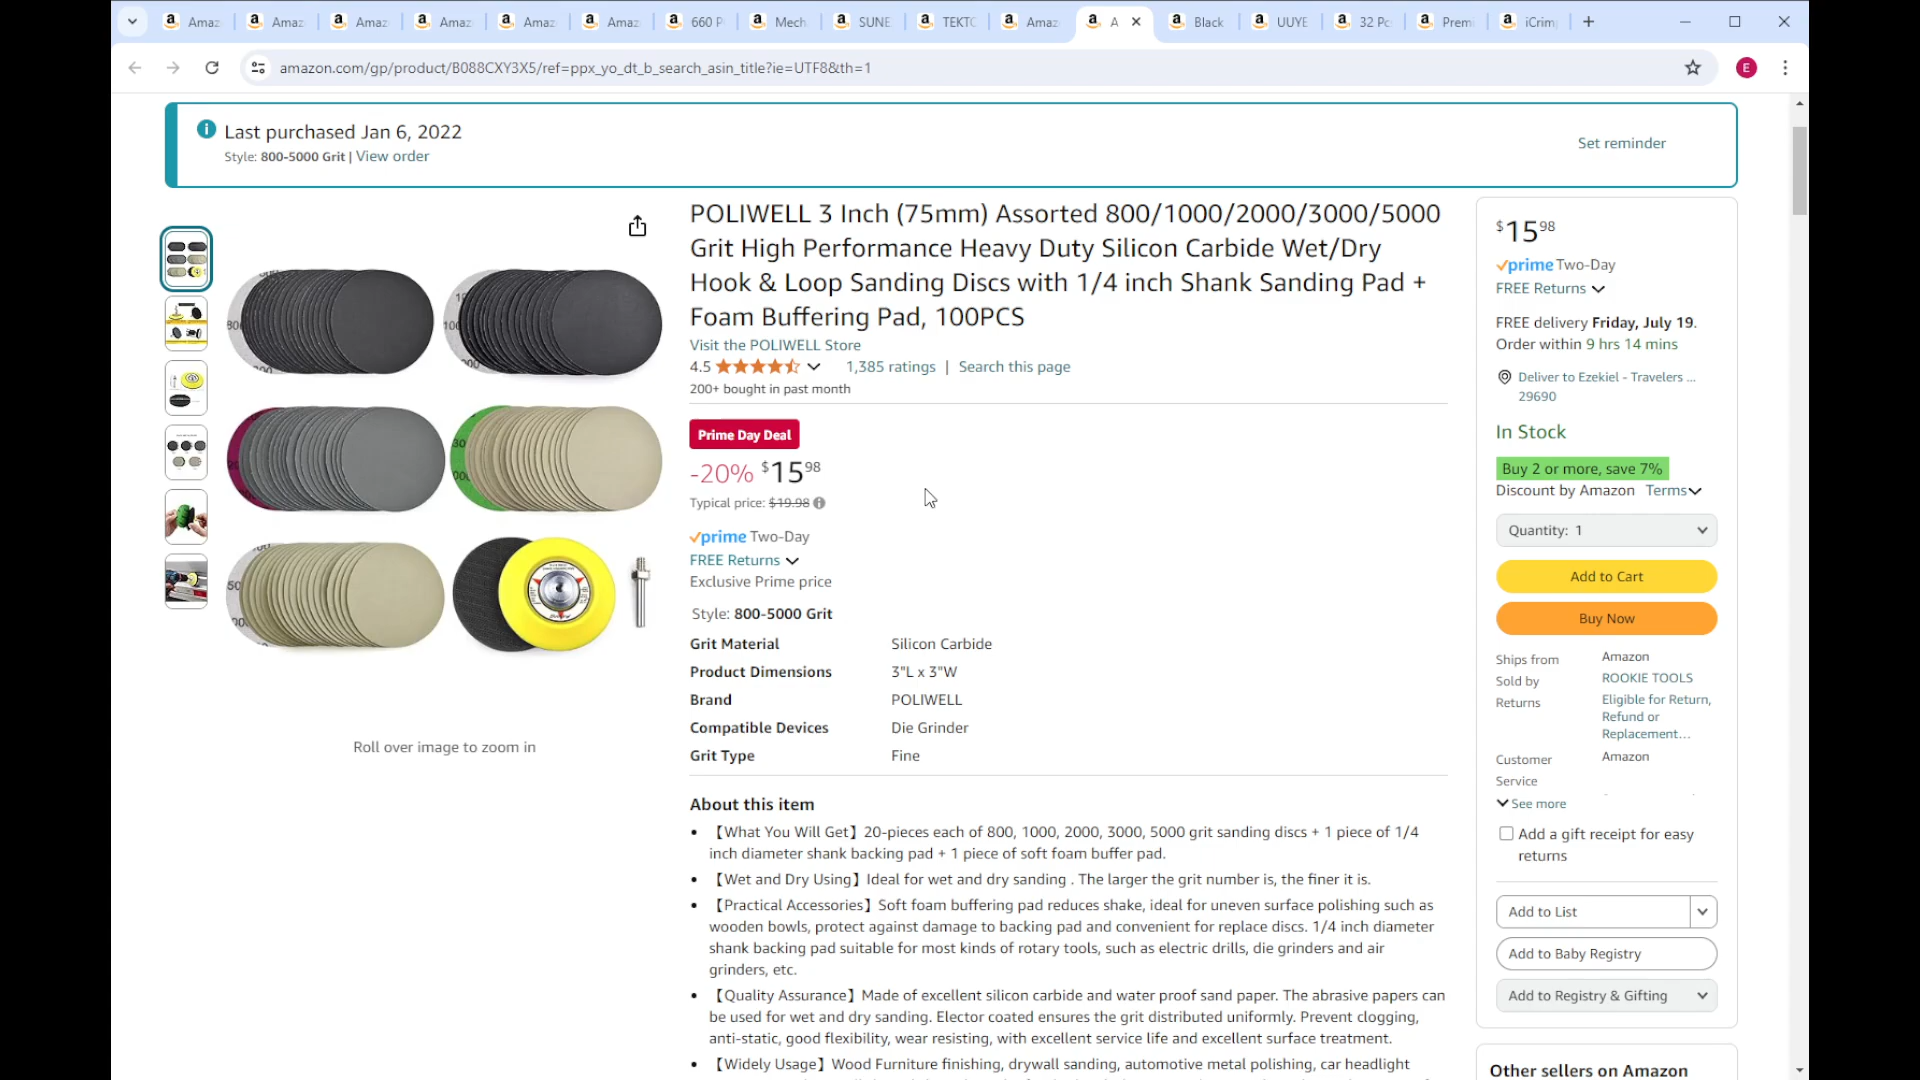 Amaz
Amaz
Amaz
Amaz
Amaz
Amaz
660 P
Mech
SUNE
TEKTO
Amaz
A
Black
UUYE
32 Pc
Premi
iCrim
amazon.com/gp/product/B088CXY3X5/ref=ppx_yo_dt_b_search_asin_title?ie=UTF8&th=1
E
Last purchased Jan 6, 2022
Style: 800-5000 Grit | View order
Set reminder
POLIWELL 3 Inch (75mm) Assorted 800/1000/2000/3000/5000
Grit High Performance Heavy Duty Silicon Carbide Wet/Dry
Hook & Loop Sanding Discs with 1/4 inch Shank Sanding Pad +
Foam Buffering Pad, 100PCS
Visit the POLIWELL Store
4.5 1,385 ratings | Search this page
200+ bought in past month
Prime Day Deal
-20% $15 98
Typical price: $19.98
prime Two-Day
FREE Returns
Exclusive Prime price
Style: 800-5000 Grit
Grit Material Silicon Carbide
Product Dimensions 3"L x 3"W
Brand POLIWELL
Compatible Devices Die Grinder
Grit Type Fine
Roll over image to zoom in
About this item
• 【What You Will Get】20-pieces each of 800, 1000, 2000, 3000, 5000 grit sanding discs + 1 piece of 1/4
inch diameter shank backing pad + 1 piece of soft foam buffer pad.
• 【Wet and Dry Using】Ideal for wet and dry sanding . The larger the grit number is, the finer it is.
• 【Practical Accessories】Soft foam buffering pad reduces shake, ideal for uneven surface polishing such as
wooden bowls, protect against damage to backing pad and convenient for replace discs. 1/4 inch diameter
shank backing pad suitable for most kinds of rotary tools, such as electric drills, die grinders and air
grinders, etc.
• 【Quality Assurance】Made of excellent silicon carbide and water proof sand paper. The abrasive papers can
be used for wet and dry sanding. Elector coated ensures the grit distributed uniformly. Prevent clogging,
anti-static, good flexibility, wear resisting, with excellent service life and excellent surface treatment.
• 【Widely Usage】Wood Furniture finishing, drywall sanding, automotive metal polishing, car headlight
$15 98
prime Two-Day
FREE Returns
FREE delivery Friday, July 19.
Order within 9 hrs 14 mins
Deliver to Ezekiel - Travelers ...
29690
In Stock
Buy 2 or more, save 7%
Discount by Amazon Terms
Quantity: 1
Add to Cart
Buy Now
Ships from Amazon
Sold by ROOKIE TOOLS
Returns Eligible for Return,
Refund or
Replacement…
Customer Amazon
Service
See more
Add a gift receipt for easy
returns
Add to List
Add to Baby Registry
Add to Registry & Gifting
Other sellers on Amazon